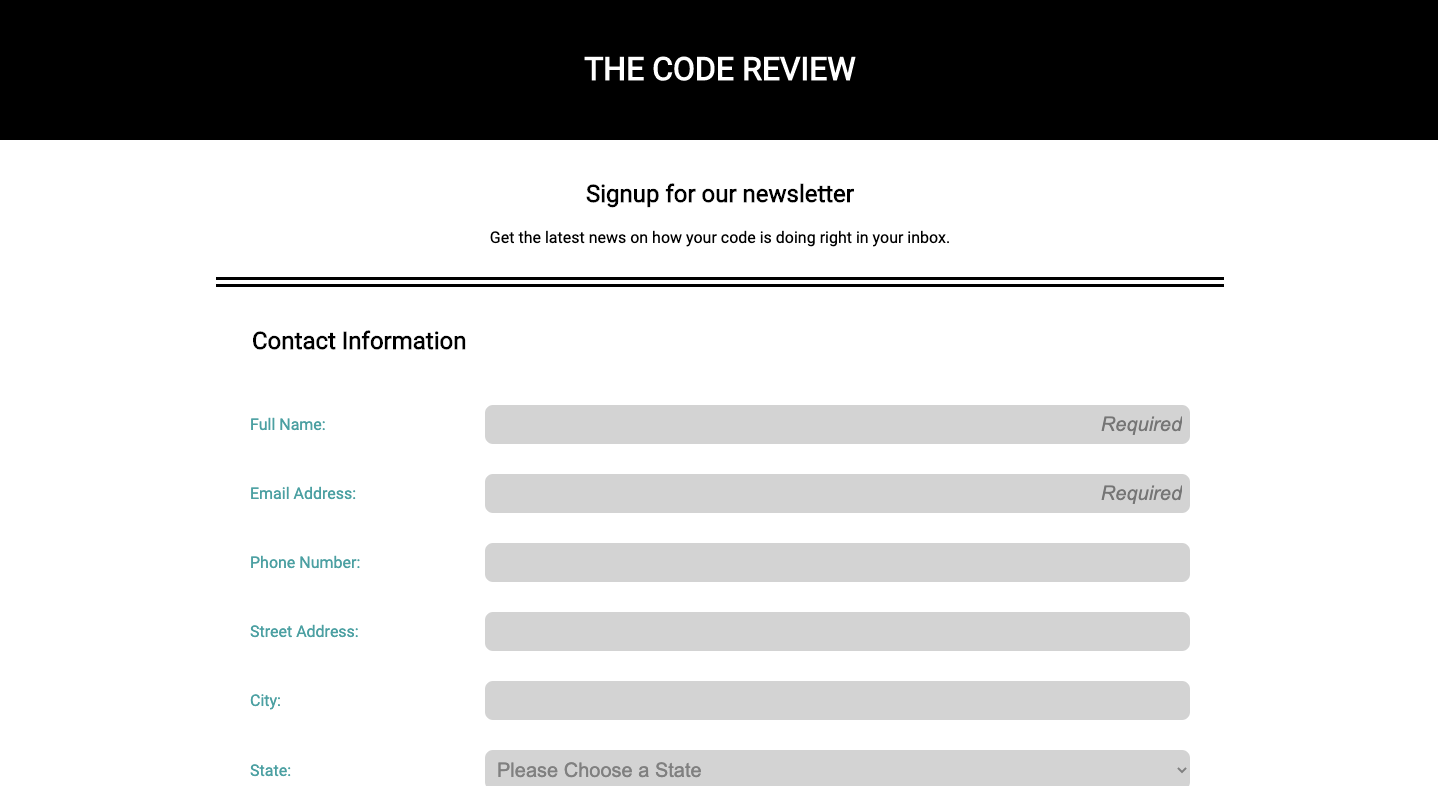 THE CODE REVIEW
Signup for our newsletter
Get the latest news on how your code is doing right in your inbox.
Contact Information
Full Name:
Required
Email Address:
Required
Phone Number:
Street Address:
City:
State:
Please Choose a State